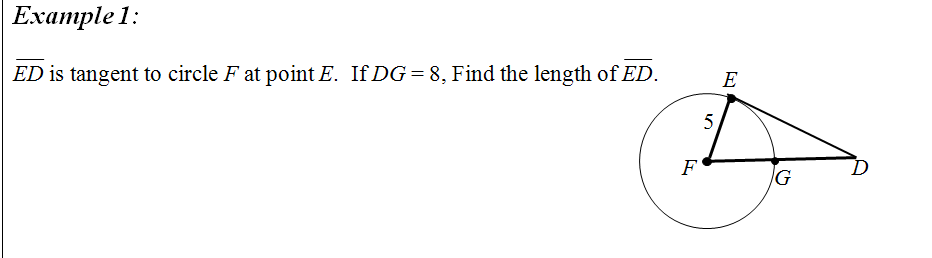 Example 1:
ED is tangent to circle F at point E. If DG = 8, Find the length of ED.
E
5
F
G
D